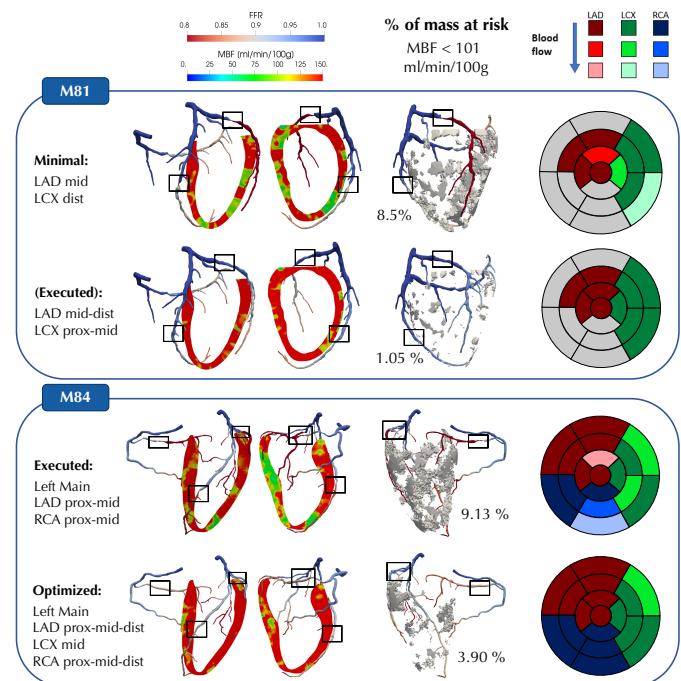 FFR
0.8 0.85 0.9 0.95 1.0
MBF (ml/min/100g)
0. 25 50 75 100 125 150.
% of mass at risk
MBF < 101
ml/min/100g
LAD LCX RCA
Blood
flow
M81
Minimal:
LAD mid
LCX dist
8.5%
(Executed):
LAD mid-dist
LCX prox-mid
1.05 %
M84
Executed:
Left Main
LAD prox-mid
RCA prox-mid
9.13 %
Optimized:
Left Main
LAD prox-mid-dist
LCX mid
RCA prox-mid-dist
3.90 %